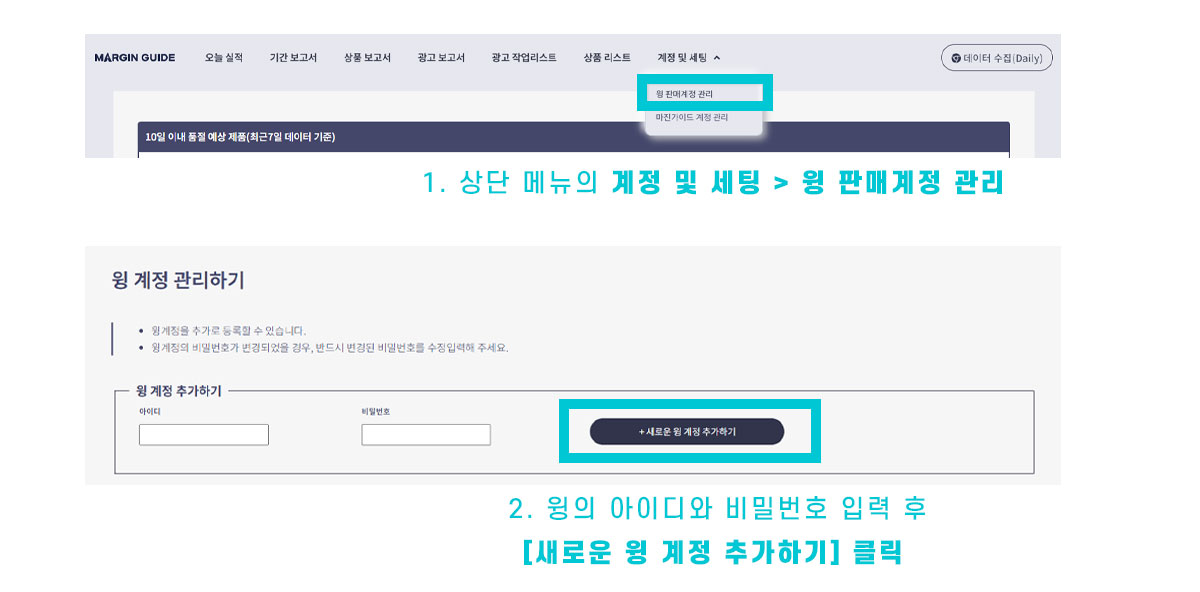 MARGIN GUIDE 오늘 실적 기간 보고서 상품 보고서 광고 보고서 광고 작업리스트 상품 리스트 계정 및 세팅 데이터 수집(Daily)
윙 판매계정 관리
마진가이드 계정 관리
10일 이내 품절 예상 제품(최근7일 데이터 기준)
1. 상단 메뉴의 계정 및 세팅 > 윙 판매계정 관리
윙 계정 관리하기
• 윙계정을 추가로 등록할 수 있습니다.
• 윙계정의 비밀번호가 변경되었을 경우, 반드시 변경된 비밀번호를 수정입력해 주세요.
윙 계정 추가하기
아이디 비밀번호
+ 새로운 윙 계정 추가하기
2. 윙의 아이디와 비밀번호 입력 후
[새로운 윙 계정 추가하기] 클릭